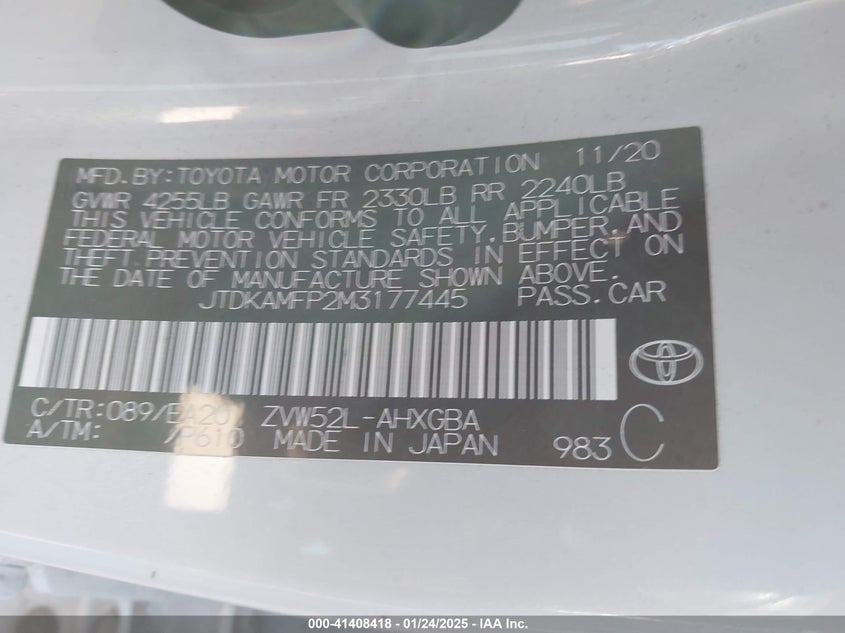 MFD.BY:TOYOTA MOTOR CORPORATION 11/20
GVWR 4255LB GAWR FR 2330LB RR 2240LB
THIS VEHICLE CONFORMS TO ALL APPLICABLE
FEDERAL MOTOR VEHICLE SAFETY,BUMPER,AND
THEFT PREVENTION STANDARDS IN EFFECT ON
THE DATE OF MANUFACTURE SHOWN ABOVE.
JTDKAMFP2M3177445 PASS.CAR
C/TR:089/EA20 ZVW52L-AHXGBA
A/TM: /P610 MADE IN JAPAN 983 C
000-41408418 - 01/24/2025 - IAA Inc.